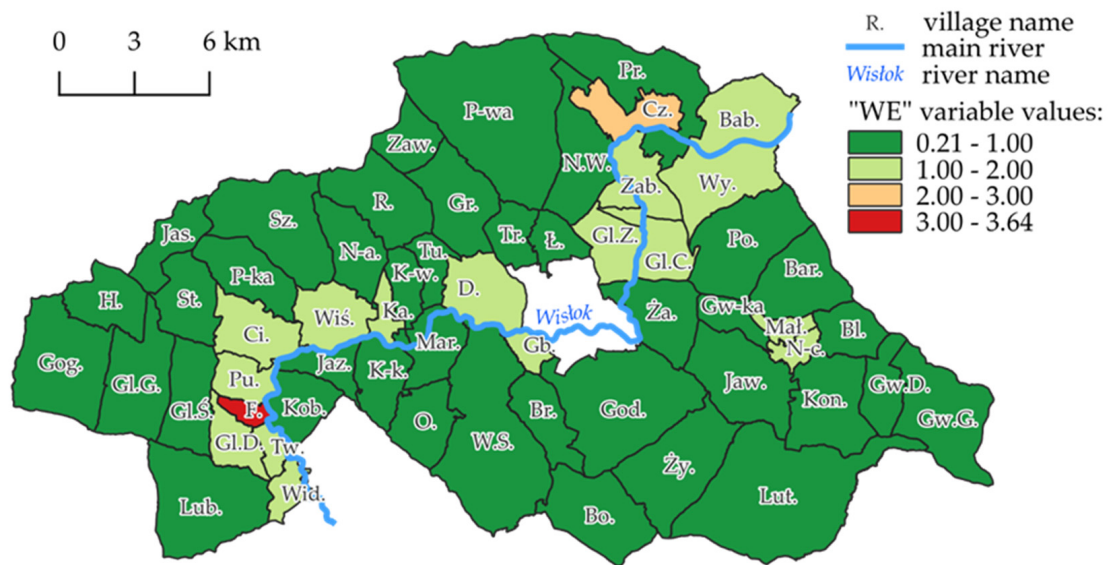 0 3 6 km
R. village name
main river
Wisłok river name
"WE" variable values:
0.21 - 1.00
1.00 - 2.00
2.00 - 3.00
3.00 - 3.64
Pr.
P-wa
Cz.
Bab.
Zaw.
N.W.
Zab.
Wy.
R.
Gr.
Sz.
Jas.
Tr.
Ł.
Gl.Z.
Po.
N-a.
Tu.
Gl.C.
P-ka
K-w.
Bar.
D.
H.
St.
Ka.
Wiś.
Wisłok
Ża.
Gw-ka
Ci.
Mał.
Bl.
Mar.
Gb.
N-c.
Gog.
Jaz.
K-k.
Pu.
Gl.G.
Jaw.
Gw.D.
Gl.Ś.
F.
Kob.
Br.
God.
Kon.
Gw.G.
O.
Gl.D.
Tw.
W.S.
Ży.
Wid.
Lut.
Lub.
Bo.